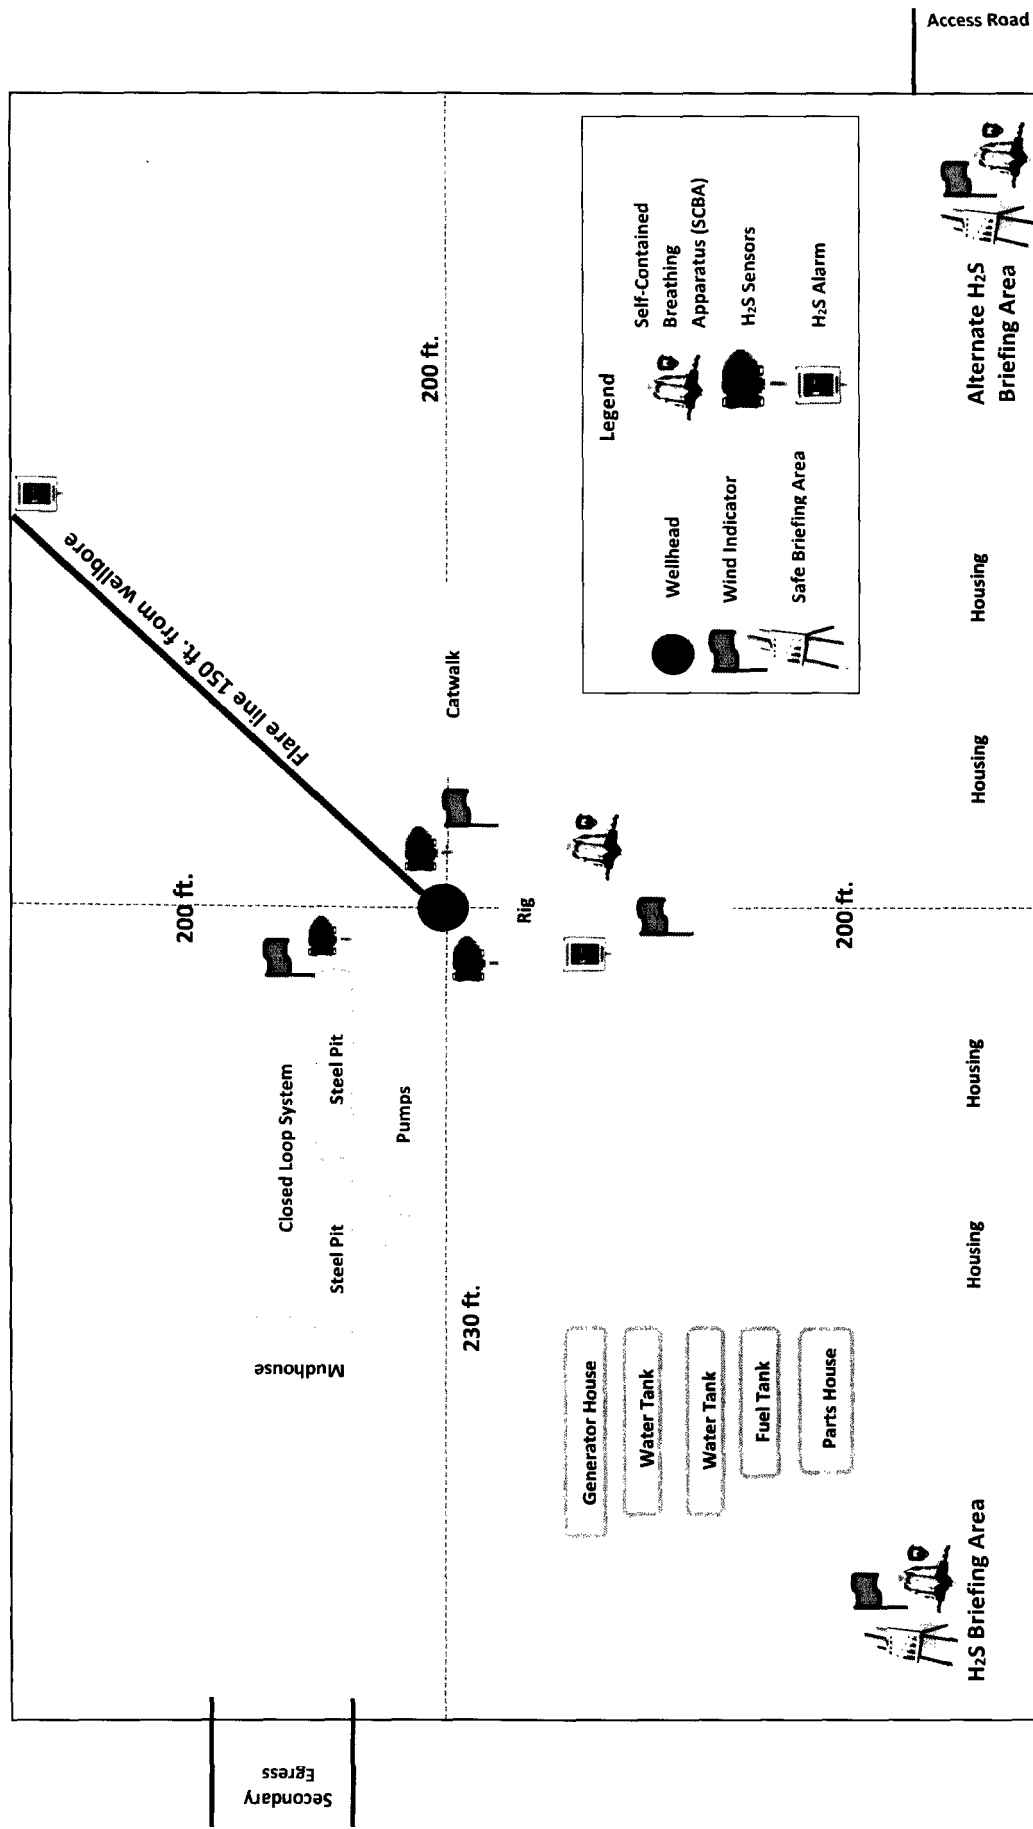 Secondary
Egress
Mudhouse
Closed Loop System
Steel Pit
Steel Pit
Pumps
200 ft.
Flare line 150 ft. from wellbore
200 ft.
Catwalk
230 ft.
Rig
Generator House
Water Tank
Water Tank
Fuel Tank
Parts House
200 ft.
Legend
Wellhead
Wind Indicator
Safe Briefing Area
Self-Contained
Breathing
Apparatus (SCBA)
H2S Sensors
H2S Alarm
H2S Briefing Area
Housing
Housing
Housing
Housing
Alternate H2S
Briefing Area
Access Road